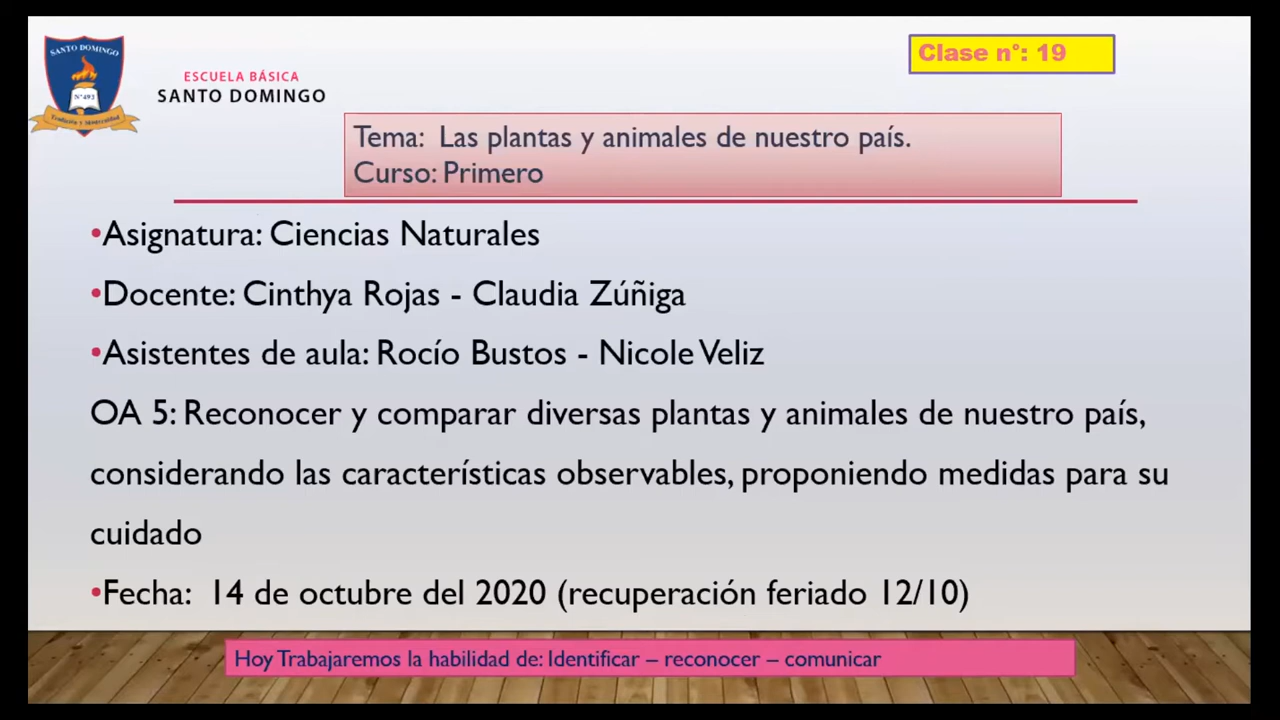 SANTO DOMINGO
N°492
Tradición y Modernidad
ESCUELA BÁSICA
SANTO DOMINGO
Clase n°: 19
Tema: Las plantas y animales de nuestro país.
Curso: Primero
•Asignatura: Ciencias Naturales
•Docente: Cinthya Rojas - Claudia Zúñiga
•Asistentes de aula: Rocío Bustos - Nicole Veliz
OA 5: Reconocer y comparar diversas plantas y animales de nuestro país,
considerando las características observables, proponiendo medidas para su
cuidado
•Fecha: 14 de octubre del 2020 (recuperación feriado 12/10)
Hoy Trabajaremos la habilidad de: Identificar – reconocer – comunicar